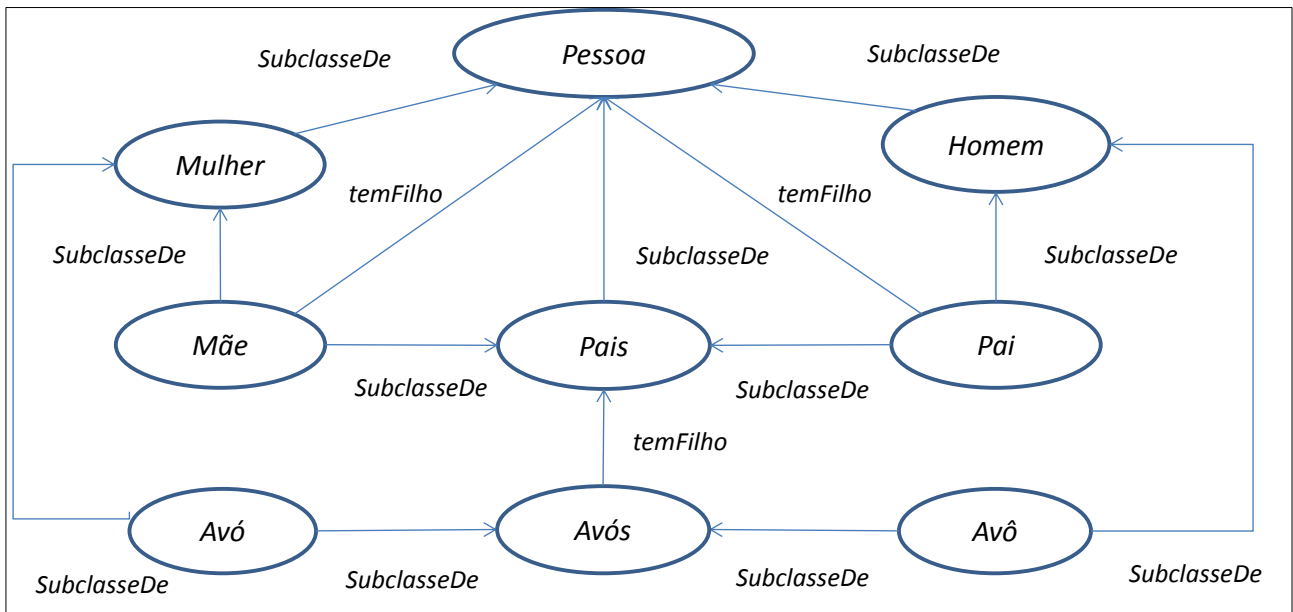 SubclasseDe
Pessoa
SubclasseDe
Mulher
Homem
temFilho
temFilho
SubclasseDe
SubclasseDe
SubclasseDe
Mãe
Pais
Pai
SubclasseDe
SubclasseDe
temFilho
Avó
Avós
Avô
SubclasseDe
SubclasseDe
SubclasseDe
SubclasseDe